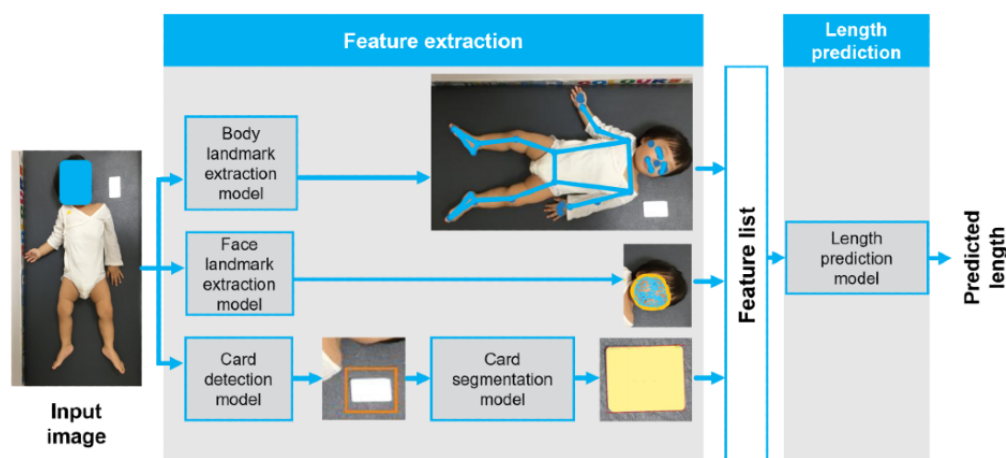 Feature extraction
Length
prediction
Body
landmark
extraction
model
Face
landmark
extraction
model
Card
detection
model
Card
segmentation
model
Feature list
Length
prediction
model
Predicted
length
Input
image